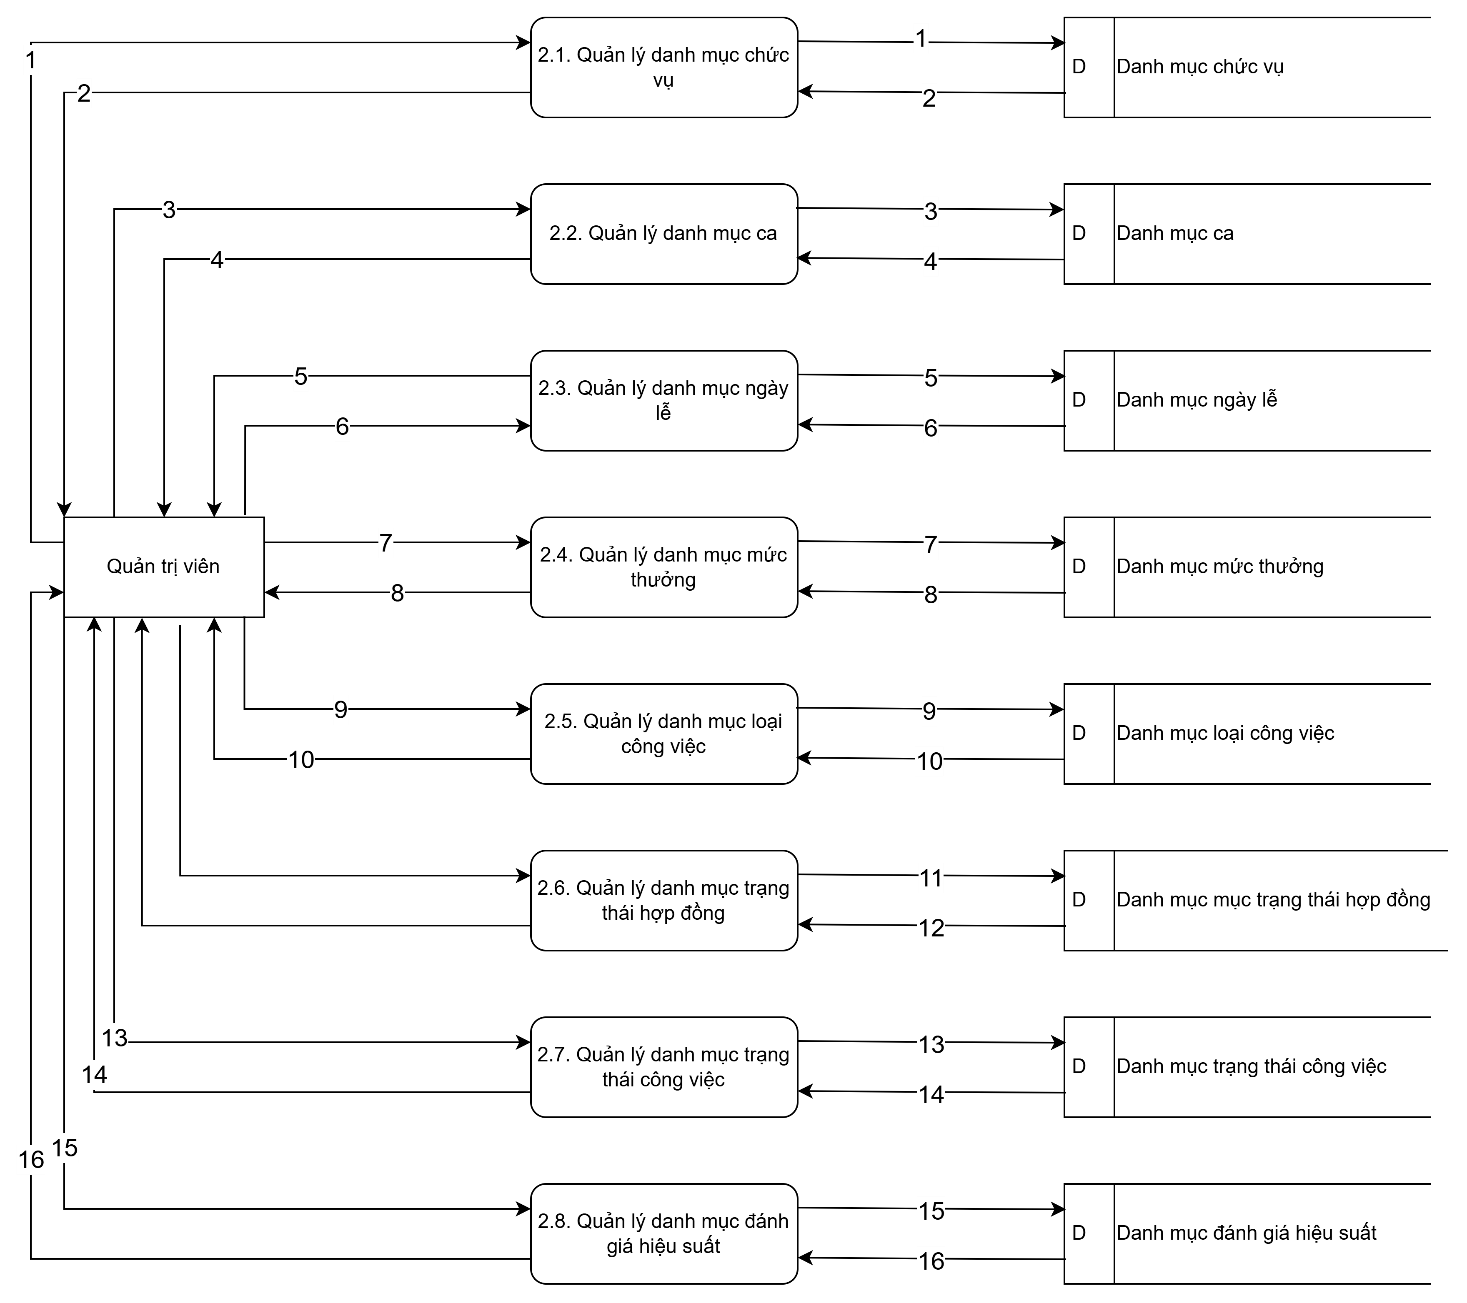 1
2.1. Quản lý danh mục chức
vụ
1
D
Danh mục chức vụ
2
2
3
2.2. Quản lý danh mục ca
3
D
Danh mục ca
4
4
5
2.3. Quản lý danh mục ngày
lễ
5
D
Danh mục ngày lễ
6
6
Quản trị viên
7
2.4. Quản lý danh mục mức
thưởng
7
D
Danh mục mức thưởng
8
8
9
2.5. Quản lý danh mục loại
công việc
9
D
Danh mục loại công việc
10
10
2.6. Quản lý danh mục trạng
thái hợp đồng
11
D
Danh mục mục trạng thái hợp đồng
12
13
2.7. Quản lý danh mục trạng
thái công việc
13
D
Danh mục trạng thái công việc
14
14
15
16
2.8. Quản lý danh mục đánh
giá hiệu suất
15
D
Danh mục đánh giá hiệu suất
16